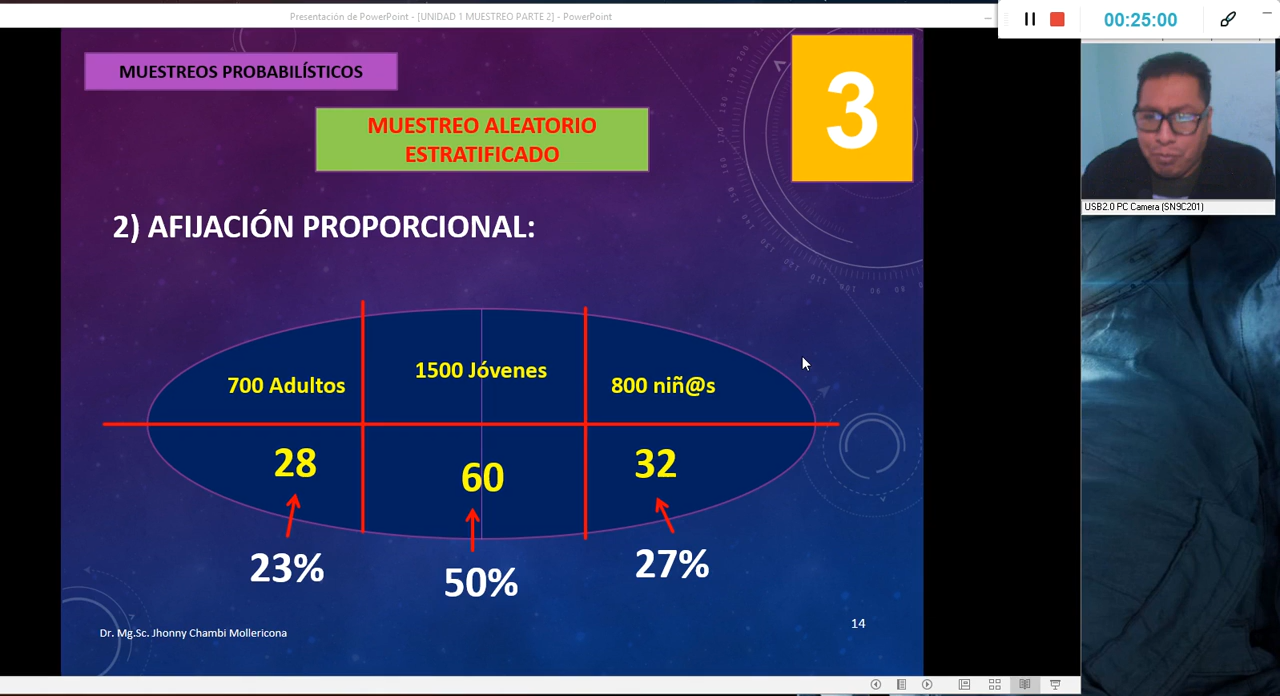 Presentación de PowerPoint - [UNIDAD 1 MUESTREO PARTE 2] - PowerPoint
00:25:00
MUESTREOS PROBABILÍSTICOS
3
MUESTREO ALEATORIO
ESTRATIFICADO
USB2.0 PC Camera (SN9C201)
2) AFIJACIÓN PROPORCIONAL:
700 Adultos
1500 Jóvenes
800 niñ@s
28
60
32
23%
50%
27%
Dr. Mg.Sc. Jhonny Chambi Mollericona
14